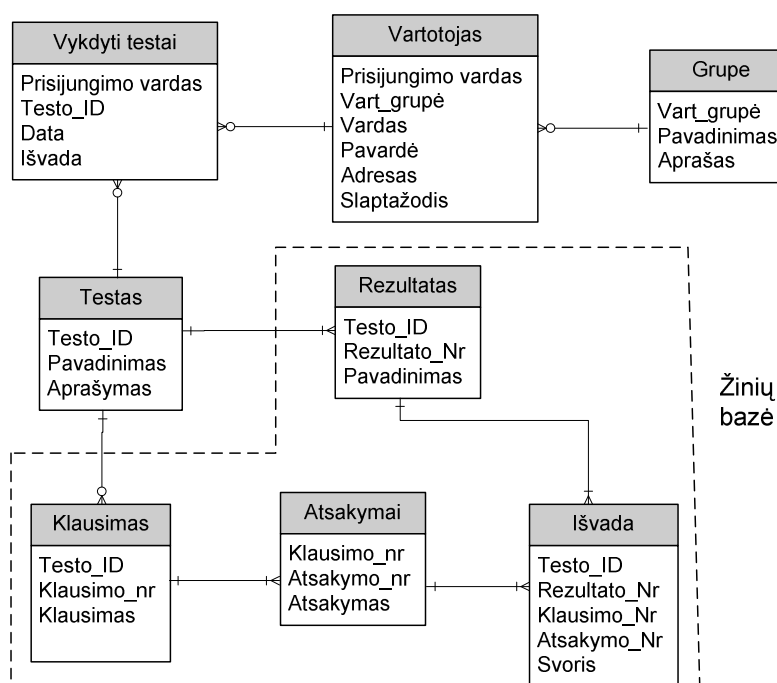 Vykdyti testai
Prisijungimo vardas
Testo_ID
Data
Išvada
Vartotojas
Prisijungimo vardas
Vart_grupė
Vardas
Pavardė
Adresas
Slaptažodis
Grupe
Vart_grupė
Pavadinimas
Aprašas
Testas
Testo_ID
Pavadinimas
Aprašymas
Rezultatas
Testo_ID
Rezultato_Nr
Pavadinimas
Žinių
bazė
Klausimas
Testo_ID
Klausimo_nr
Klausimas
Atsakymai
Klausimo_nr
Atsakymo_nr
Atsakymas
Išvada
Testo_ID
Rezultato_Nr
Klausimo_Nr
Atsakymo_Nr
Svoris